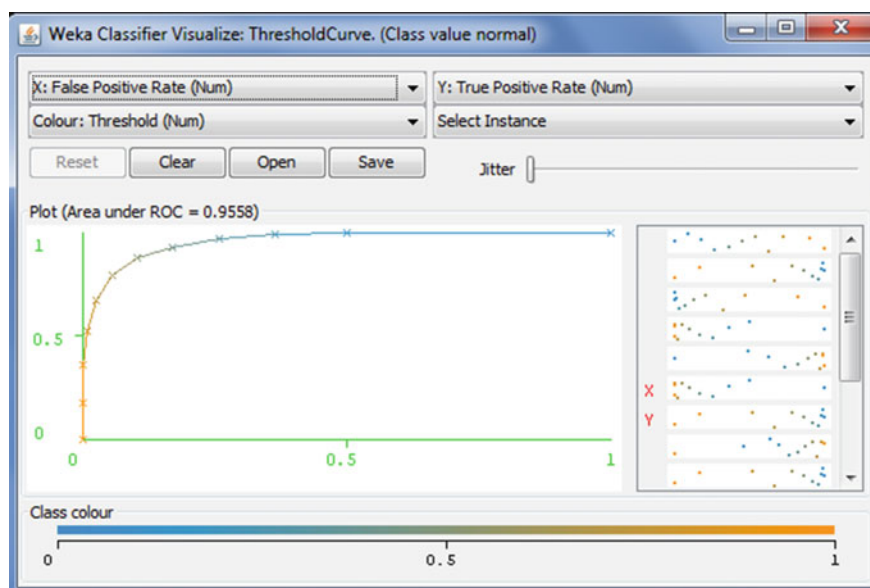 Weka Classifier Visualize: ThresholdCurve. (Class value normal)
X: False Positive Rate (Num)
Y: True Positive Rate (Num)
Colour: Threshold (Num)
Select Instance
Reset
Clear
Open
Save
Jitter
Plot (Area under ROC = 0.9558)
1
0.5
0
0
0.5
1
X
Y
Class colour
0
0.5
1